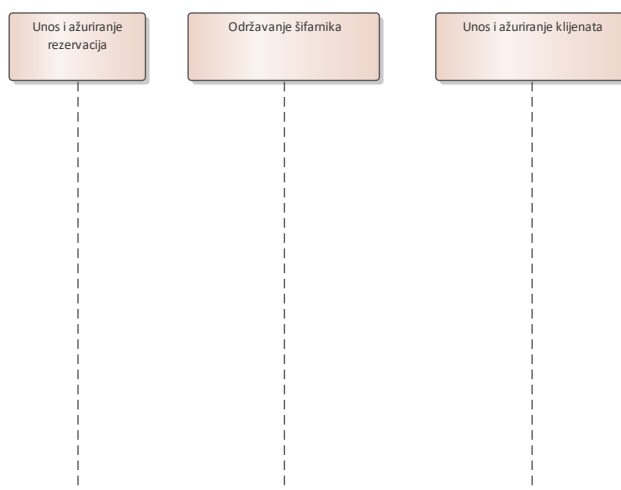 Unos i ažuriranje
rezervacija
Održavanje šifarnika
Unos i ažuriranje klijenata